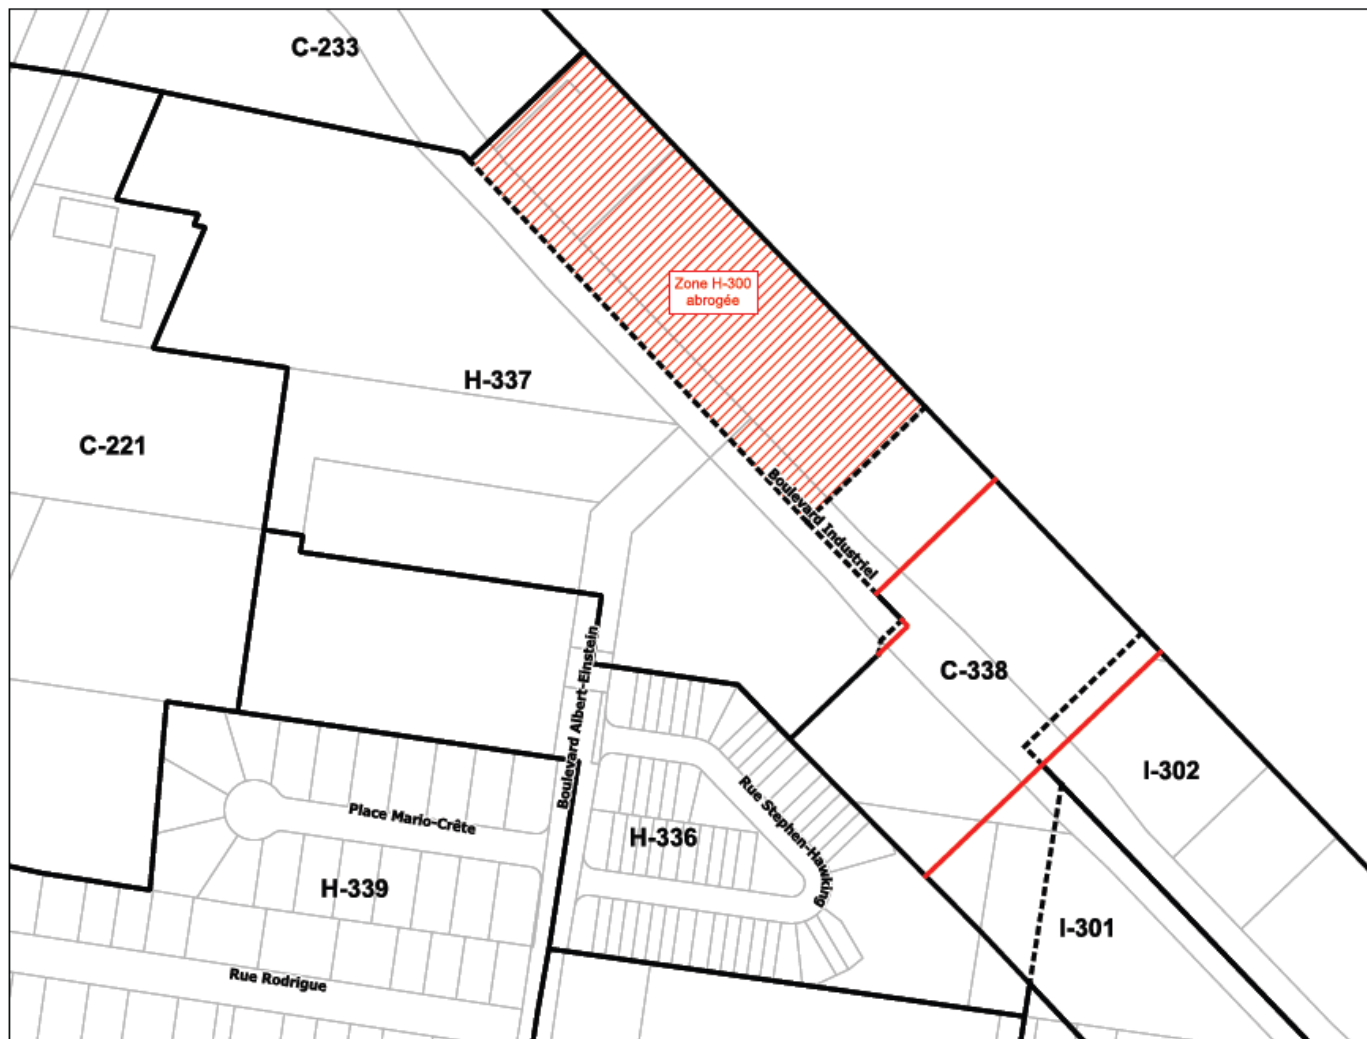 C-233
Zone H-300
abrogée
H-337
C-221
Boulevard Industriel
C-338
Boulevard Albert-Einstein
I-302
Rue Stephen-Hawking
Place Mario-Crête
H-336
H-339
I-301
Rue Rodrigue